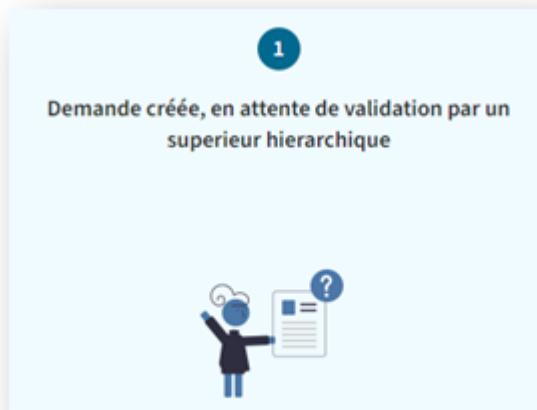 1
Demande créée, en attente de validation par un
superieur hierarchique
?